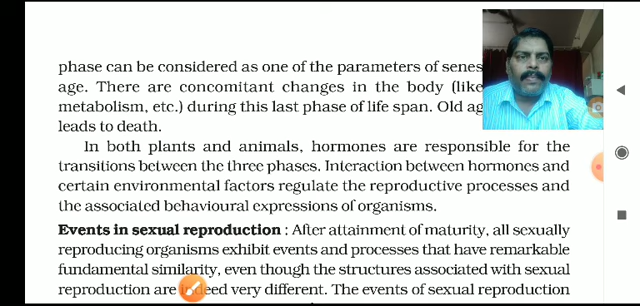 phase can be considered as one of the parameters of senes
age. There are concomitant changes in the body (like
metabolism, etc.) during this last phase of life span. Old ag
leads to death.
In both plants and animals, hormones are responsible for the
transitions between the three phases. Interaction between hormones and
certain environmental factors regulate the reproductive processes and
the associated behavioural expressions of organisms.
Events in sexual reproduction : After attainment of maturity, all sexually
reproducing organisms exhibit events and processes that have remarkable
fundamental similarity, even though the structures associated with sexual
reproduction are indeed very different. The events of sexual reproduction